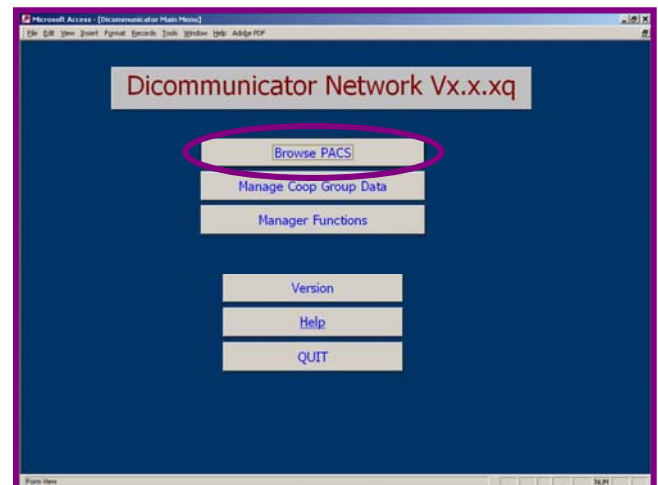 Microsoft Access - [Dicommunicator Main Menu]
File Edit View Insert Format Records Tools Window Help Adobe PDF
Dicommunicator Network Vx.x.xq
Browse PACS
Manage Coop Group Data
Manager Functions
Version
Help
QUIT
Form View
NUM